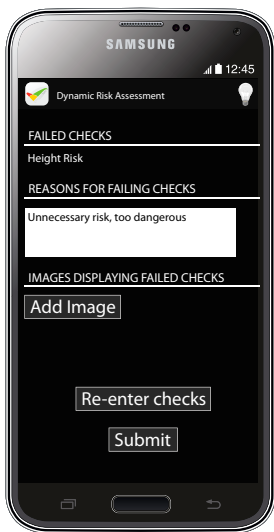 SAMSUNG
12:45
Dynamic Risk Assessment
FAILED CHECKS
Height Risk
REASONS FOR FAILING CHECKS
Unnecessary risk, too dangerous
IMAGES DISPLAYING FAILED CHECKS
Add Image
Re-enter checks
Submit